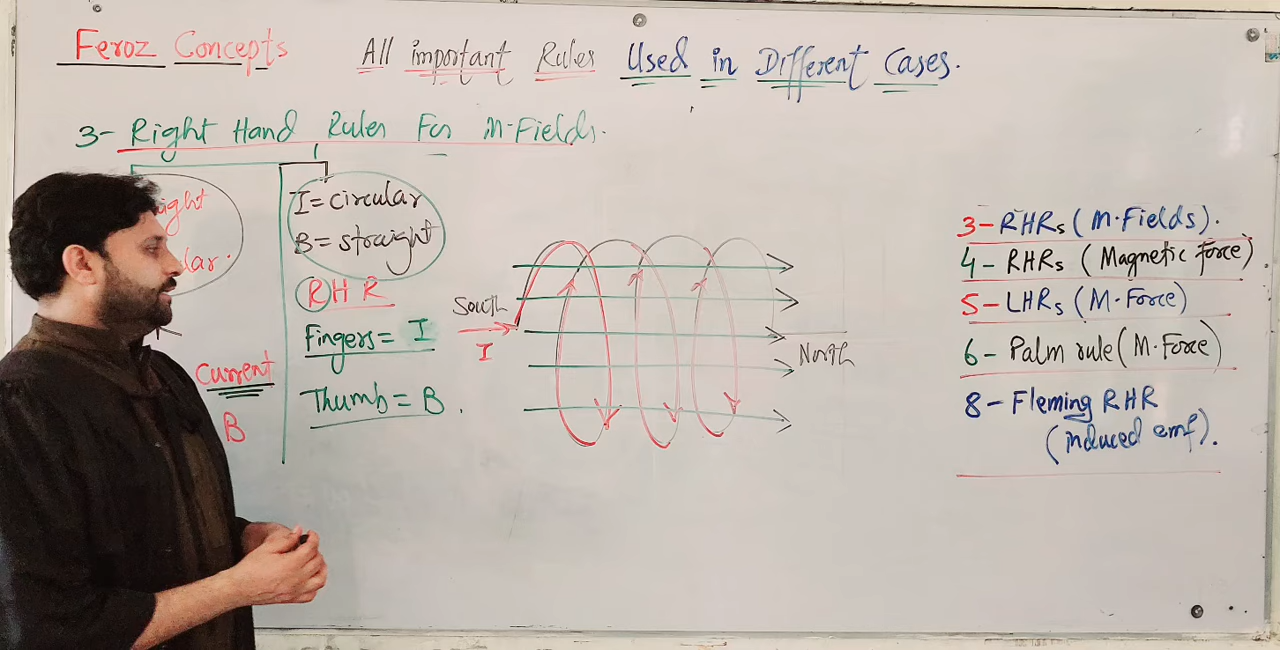 Feroz Concepts
All important Rules Used in Different Cases.
3- Right Hand Rules For M-Fields.
I = circular
B = straight
RHR
Fingers = I
Thumb = B.
Current
B
South
I
North
3- RHRs (M.Fields).
4- RHRs (Magnetic force)
5- LHRs (M-Force)
6- Palm rule (M.Force)
8- Fleming RHR
(induced emf).